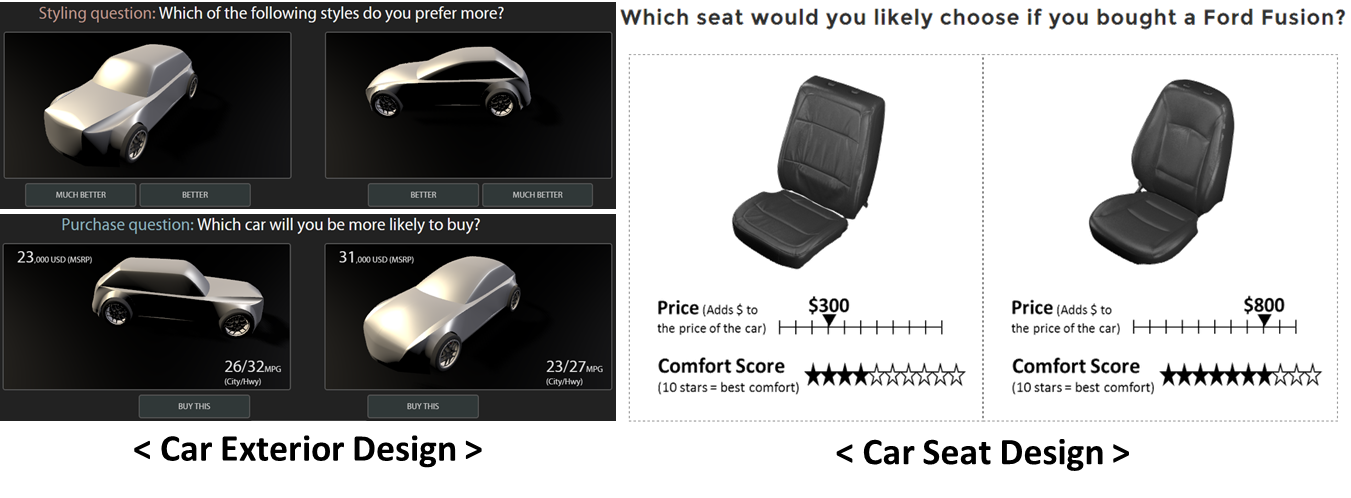 Styling question: Which of the following styles do you prefer more?
MUCH BETTER
BETTER
BETTER
MUCH BETTER
Purchase question: Which car will you be more likely to buy?
23,000 USD (MSRP)
26/32MPG
(City/Hwy)
BUY THIS
31,000 USD (MSRP)
23/27MPG
(City/Hwy)
BUY THIS
< Car Exterior Design >
Which seat would you likely choose if you bought a Ford Fusion?
Price (Adds $ to
the price of the car)
$300
Comfort Score
(10 stars = best comfort)
Price (Adds $ to
the price of the car)
$800
Comfort Score
(10 stars = best comfort)
< Car Seat Design >